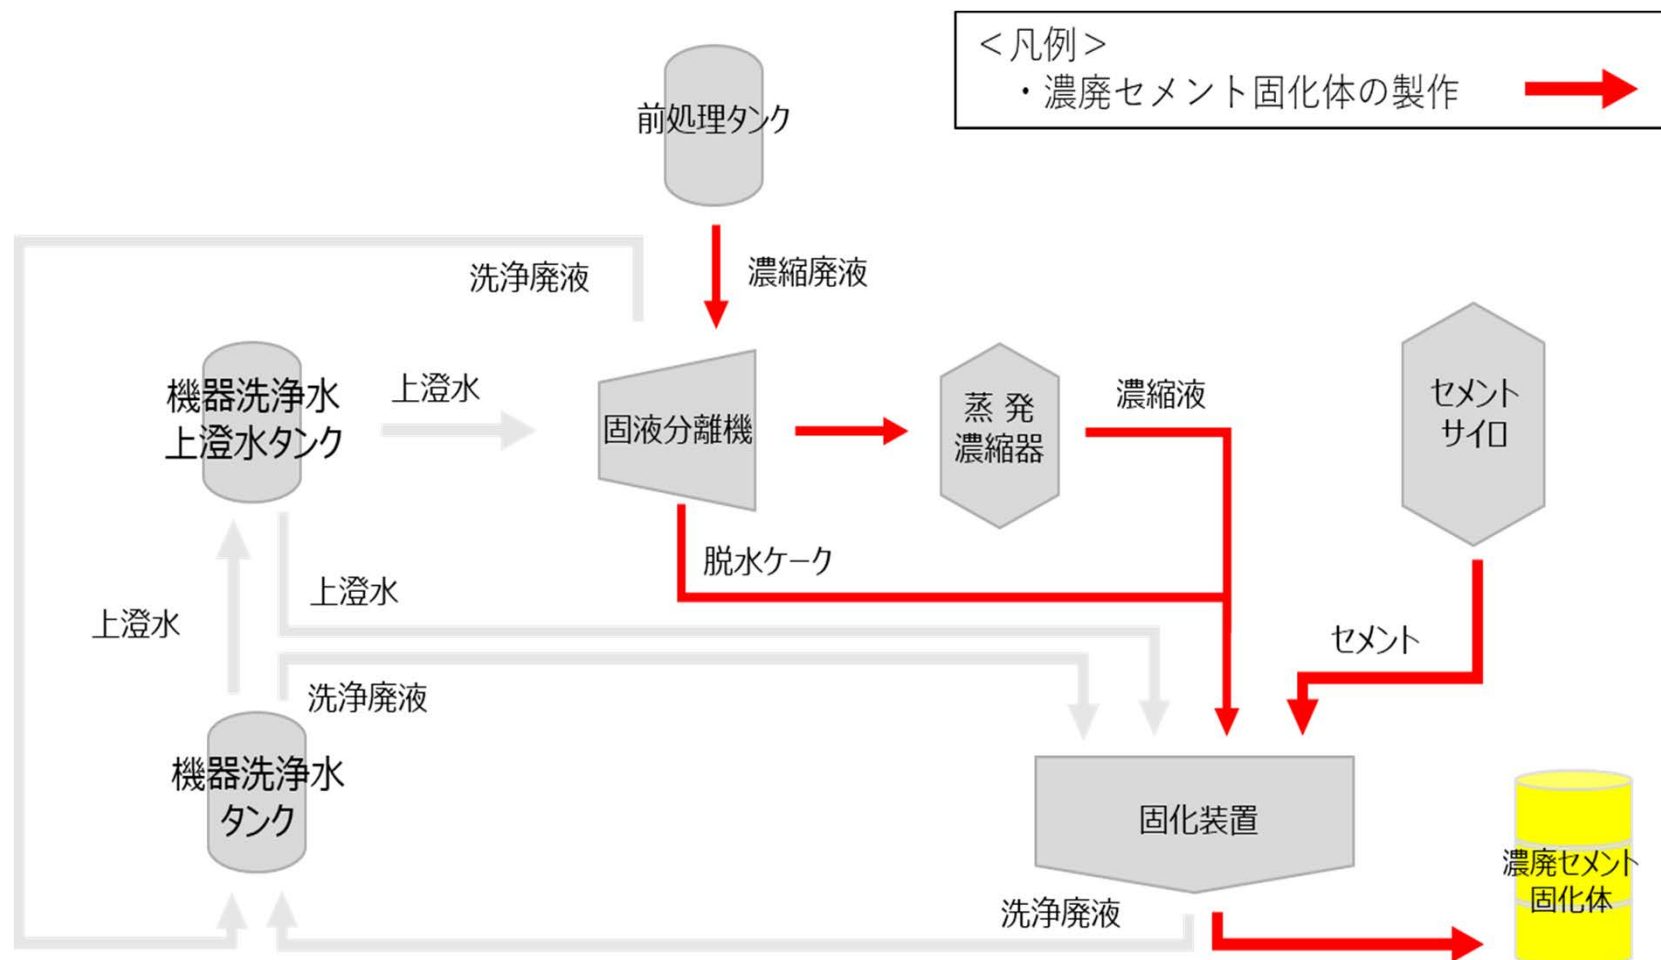 <凡例>
・濃廃セメント固化体の製作
前処理タンク
洗浄廃液
濃縮廃液
機器洗浄水
上澄水タンク
上澄水
固液分離機
蒸発
濃縮器
濃縮液
セメント
サイロ
脱水ケーク
上澄水
上澄水
セメント
洗浄廃液
機器洗浄水
タンク
固化装置
濃廃セメント
固化体
洗浄廃液